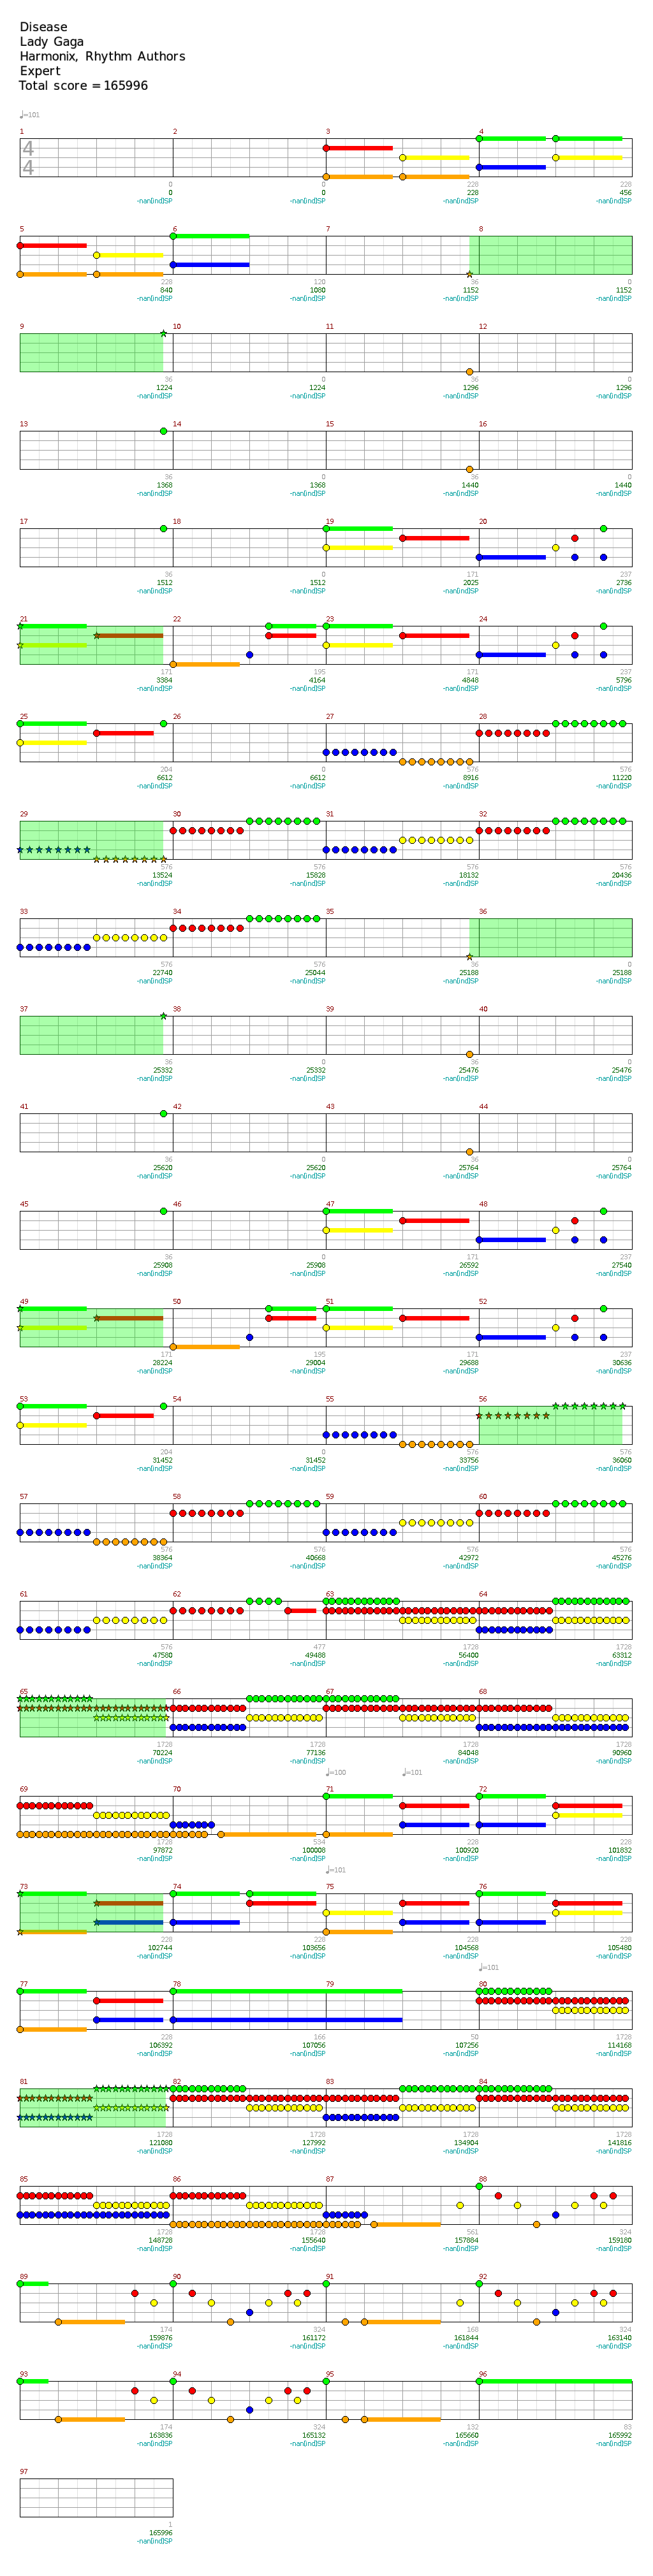 Disease
Lady Gaga
Harmonix, Rhythm Authors
Expert
Total score = 165996
♩=101
1 2 3 4
4
4
0 0 228 228
0 0 228 456
-nan(ind)SP -nan(ind)SP -nan(ind)SP -nan(ind)SP
5 6 7 8
228 120 36 0
840 1080 1152 1152
-nan(ind)SP -nan(ind)SP -nan(ind)SP -nan(ind)SP
9 10 11 12
36 0 36 0
1224 1224 1296 1296
-nan(ind)SP -nan(ind)SP -nan(ind)SP -nan(ind)SP
13 14 15 16
36 0 36 0
1368 1368 1440 1440
-nan(ind)SP -nan(ind)SP -nan(ind)SP -nan(ind)SP
17 18 19 20
36 0 171 237
1512 1512 2025 2736
-nan(ind)SP -nan(ind)SP -nan(ind)SP -nan(ind)SP
21 22 23 24
171 195 171 237
3384 4164 4848 5796
-nan(ind)SP -nan(ind)SP -nan(ind)SP -nan(ind)SP
25 26 27 28
204 0 576 576
6612 6612 8916 11220
-nan(ind)SP -nan(ind)SP -nan(ind)SP -nan(ind)SP
29 30 31 32
576 576 576 576
13524 15828 18132 20436
-nan(ind)SP -nan(ind)SP -nan(ind)SP -nan(ind)SP
33 34 35 36
576 576 36 0
22740 25044 25188 25188
-nan(ind)SP -nan(ind)SP -nan(ind)SP -nan(ind)SP
37 38 39 40
36 0 36 0
25332 25332 25476 25476
-nan(ind)SP -nan(ind)SP -nan(ind)SP -nan(ind)SP
41 42 43 44
36 0 36 0
25620 25620 25764 25764
-nan(ind)SP -nan(ind)SP -nan(ind)SP -nan(ind)SP
45 46 47 48
36 0 171 237
25908 25908 26592 27540
-nan(ind)SP -nan(ind)SP -nan(ind)SP -nan(ind)SP
49 50 51 52
171 195 171 237
28224 29004 29688 30636
-nan(ind)SP -nan(ind)SP -nan(ind)SP -nan(ind)SP
53 54 55 56
204 0 576 576
31452 31452 33756 36060
-nan(ind)SP -nan(ind)SP -nan(ind)SP -nan(ind)SP
57 58 59 60
576 576 576 576
38364 40668 42972 45276
-nan(ind)SP -nan(ind)SP -nan(ind)SP -nan(ind)SP
61 62 63 64
576 477 1728 1728
47580 49488 56400 63312
-nan(ind)SP -nan(ind)SP -nan(ind)SP -nan(ind)SP
65 66 67 68
1728 1728 1728 1728
70224 77136 84048 90960
-nan(ind)SP -nan(ind)SP -nan(ind)SP -nan(ind)SP
♩=100 ♩=101
69 70 71 72
1728 534 228 228
97872 100008 100920 101832
-nan(ind)SP -nan(ind)SP -nan(ind)SP -nan(ind)SP
♩=101
73 74 75 76
228 228 228 228
102744 103656 104568 105480
-nan(ind)SP -nan(ind)SP -nan(ind)SP -nan(ind)SP
♩=101
77 78 79 80
228 166 50 1728
106392 107056 107256 114168
-nan(ind)SP -nan(ind)SP -nan(ind)SP -nan(ind)SP
81 82 83 84
1728 1728 1728 1728
121080 127992 134904 141816
-nan(ind)SP -nan(ind)SP -nan(ind)SP -nan(ind)SP
85 86 87 88
1728 1728 561 324
148728 155640 157884 159180
-nan(ind)SP -nan(ind)SP -nan(ind)SP -nan(ind)SP
89 90 91 92
174 324 168 324
159876 161172 161844 163140
-nan(ind)SP -nan(ind)SP -nan(ind)SP -nan(ind)SP
93 94 95 96
174 324 132 83
163836 165132 165660 165992
-nan(ind)SP -nan(ind)SP -nan(ind)SP -nan(ind)SP
97
1
165996
-nan(ind)SP